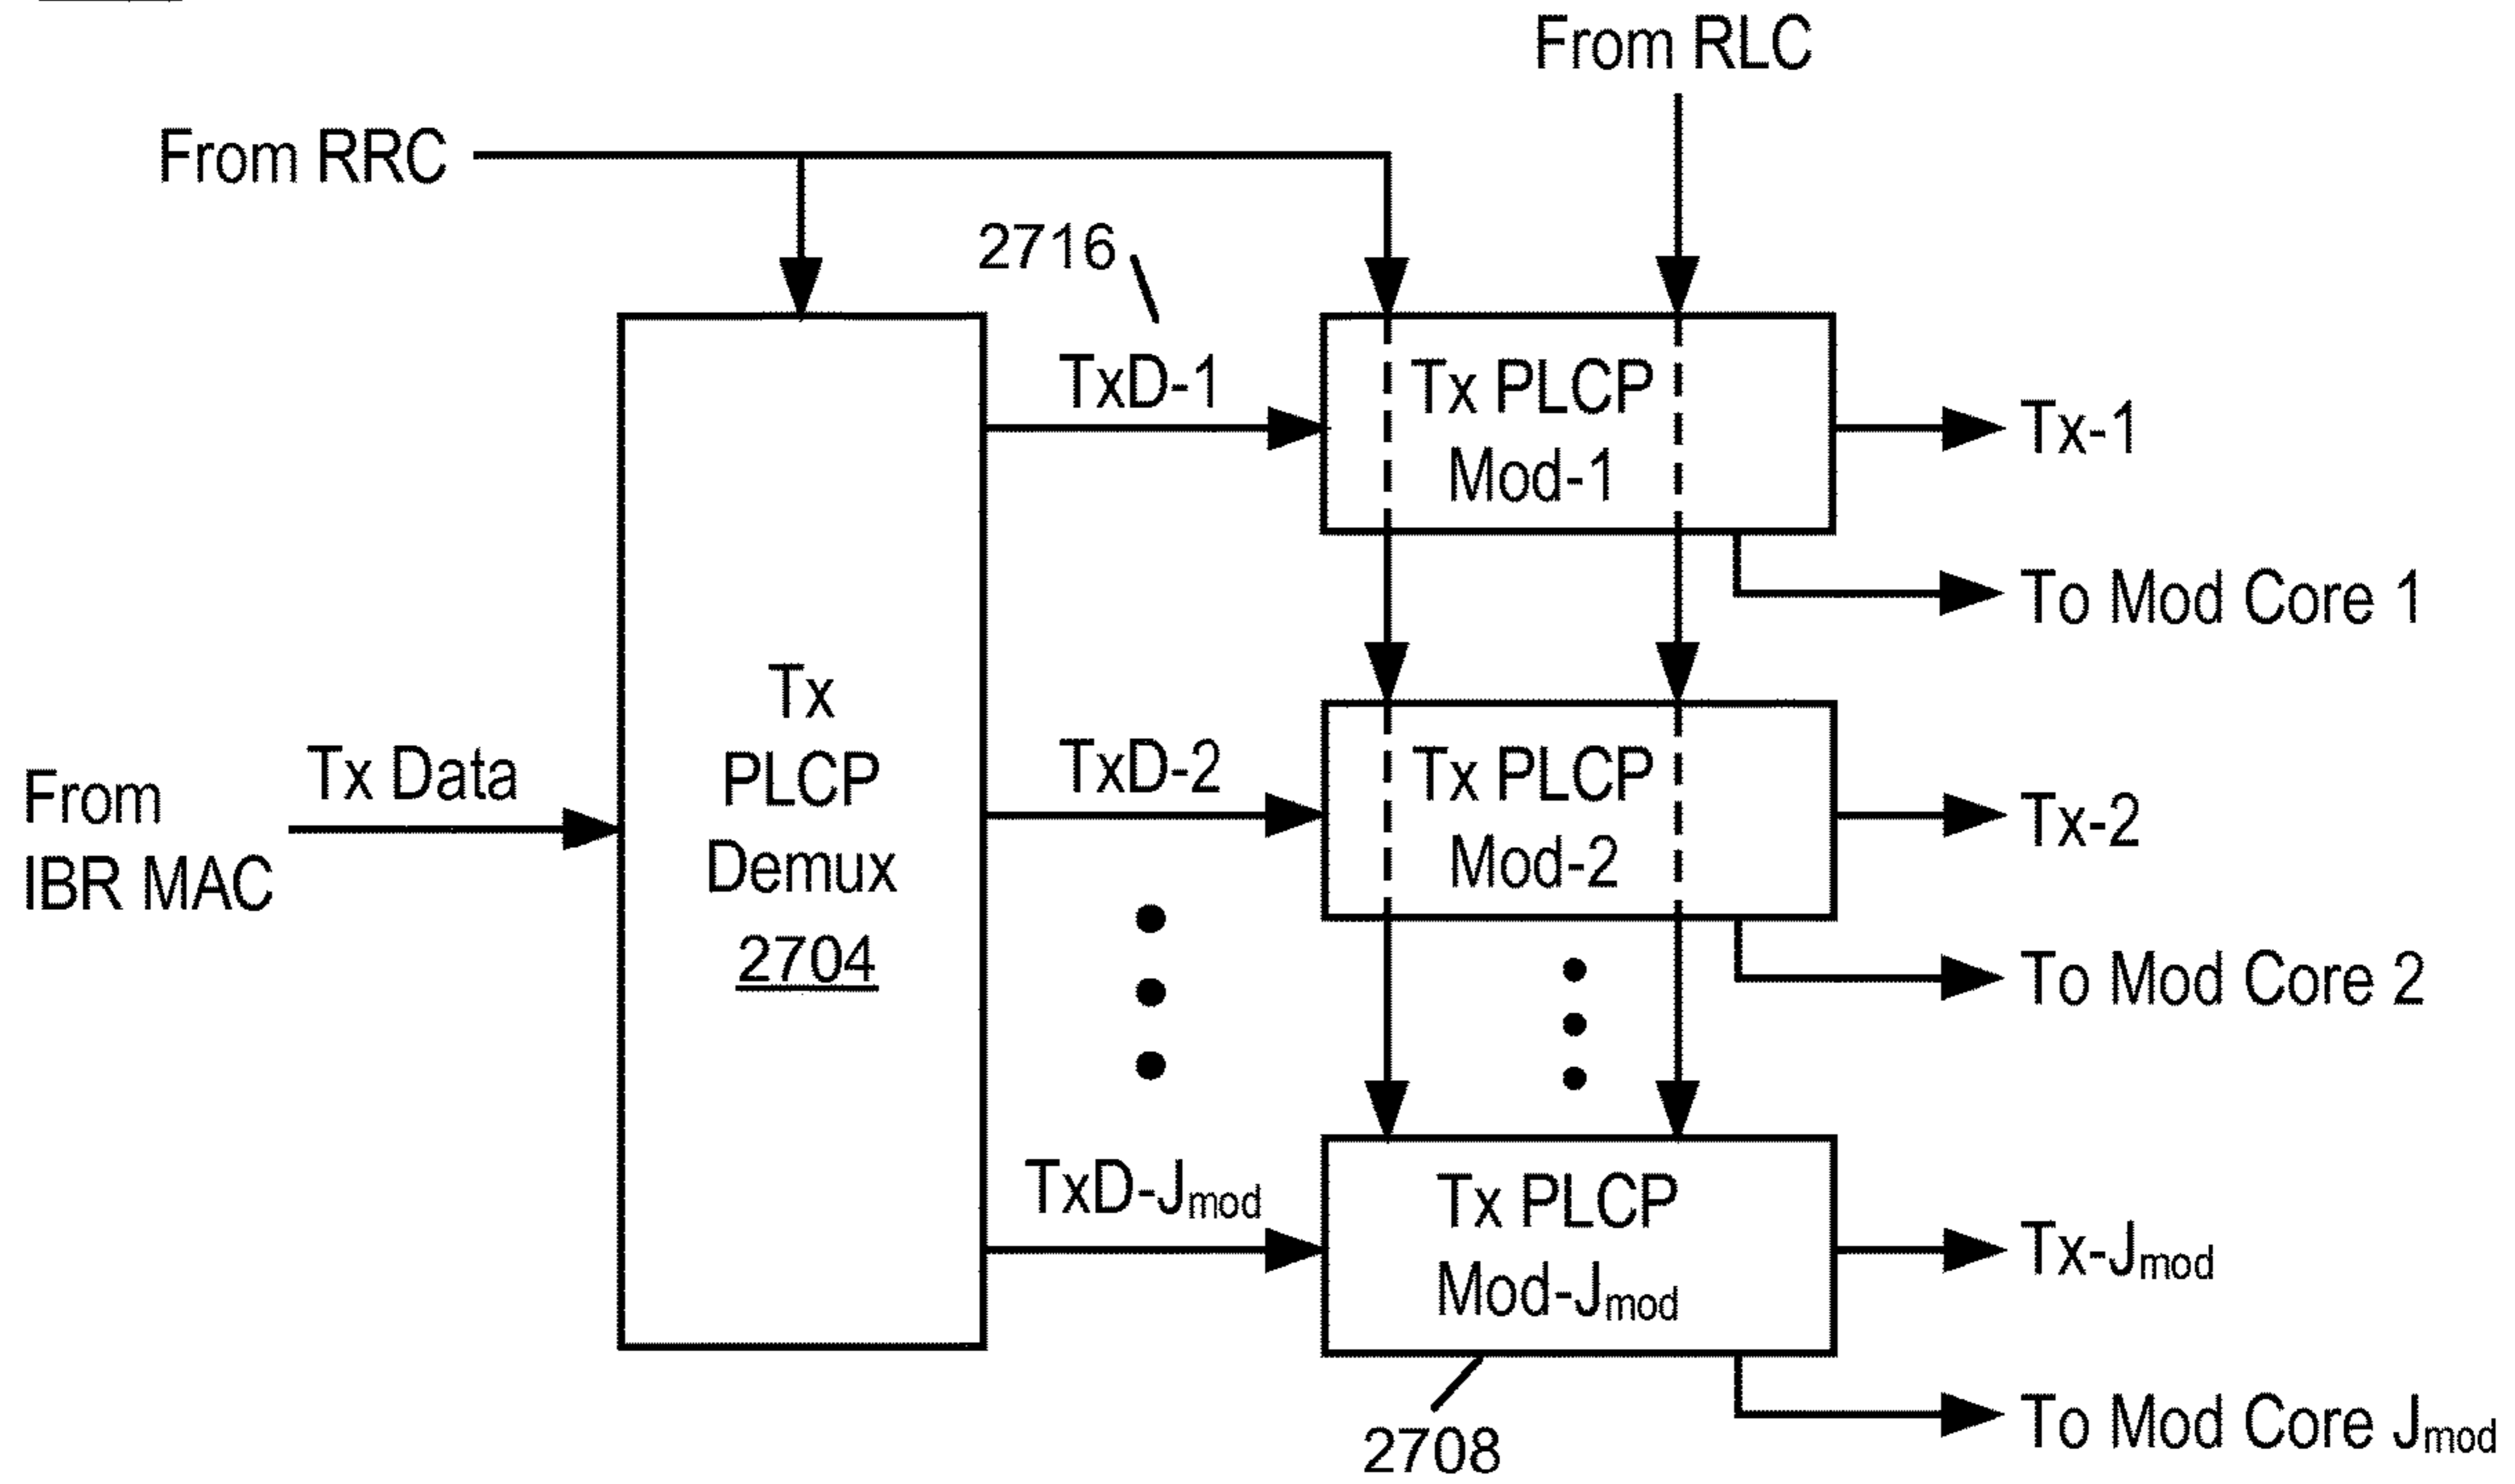 From RLC
From RRC
2716
TxD-1
Tx PLCP
Mod-1
Tx-1
To Mod Core 1
Tx
PLCP
Demux
2704
From
IBR MAC
Tx Data
TxD-2
Tx PLCP
Mod-2
Tx-2
To Mod Core 2
TxD-Jmod
Tx PLCP
Mod-Jmod
Tx-Jmod
To Mod Core Jmod
2708